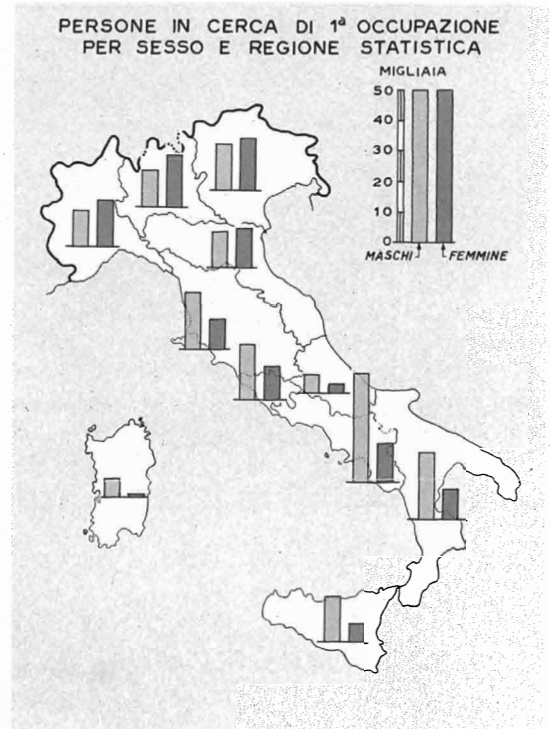 PERSONE IN CERCA DI 1ª OCCUPAZIONE
PER SESSO E REGIONE STATISTICA
MIGLIAIA
50
40
30
20
10
0
MASCHI
FEMMINE